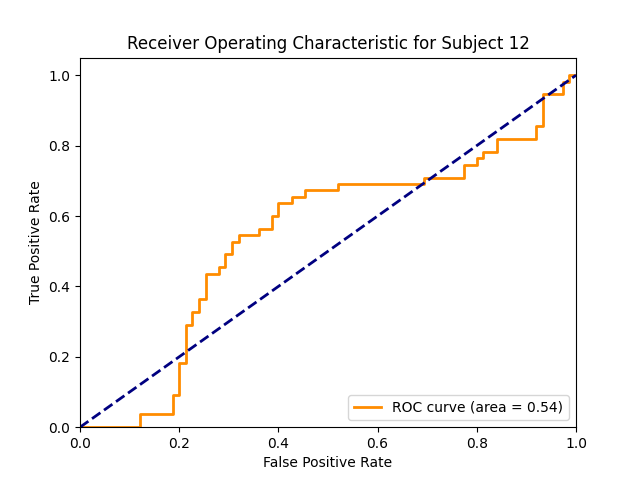 Receiver Operating Characteristic for Subject 12
True Positive Rate
1.0
0.8
0.6
0.4
0.2
0.0
ROC curve (area = 0.54)
0.0 0.2 0.4 0.6 0.8 1.0
False Positive Rate